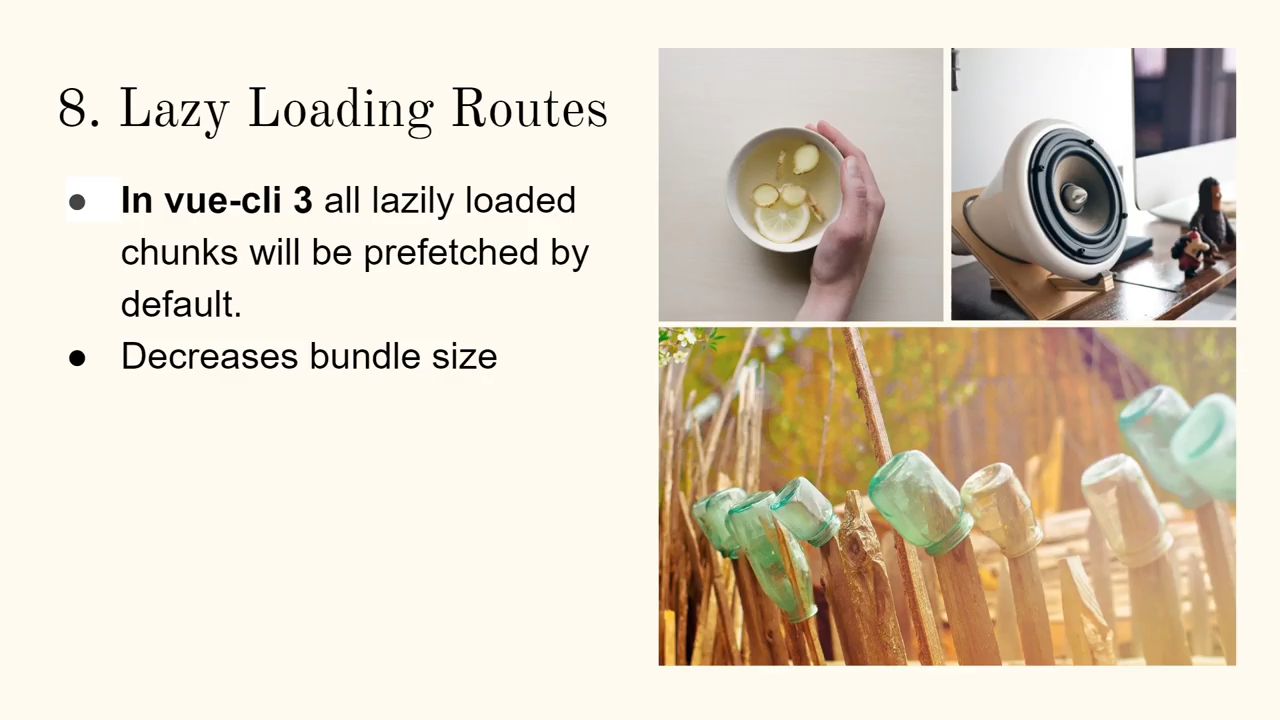 8. Lazy Loading Routes
● In vue-cli 3 all lazily loaded
chunks will be prefetched by
default.
● Decreases bundle size